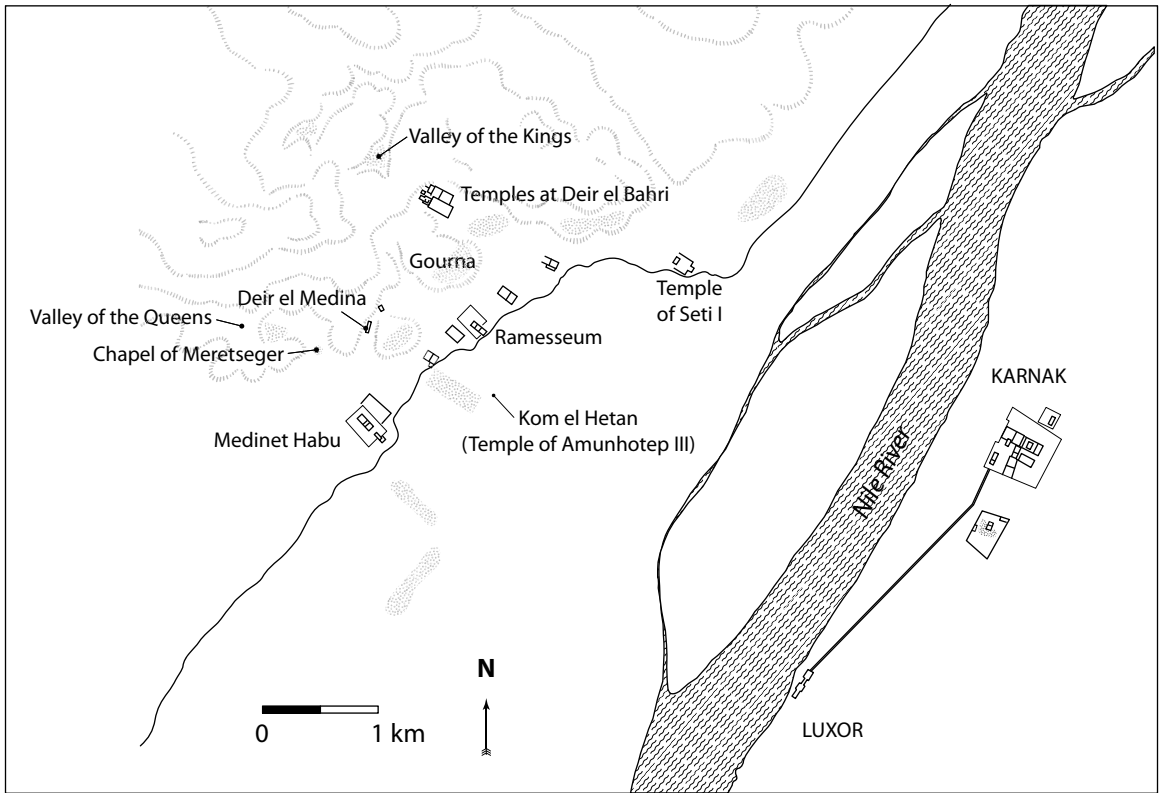 Valley of the Kings
Temples at Deir el Bahri
Gourna
Temple
of Seti I
Deir el Medina
Valley of the Queens
Ramesseum
Chapel of Meretseger
KARNAK
Kom el Hetan
(Temple of Amunhotep III)
Medinet Habu
Nile River
N
0 1 km
LUXOR